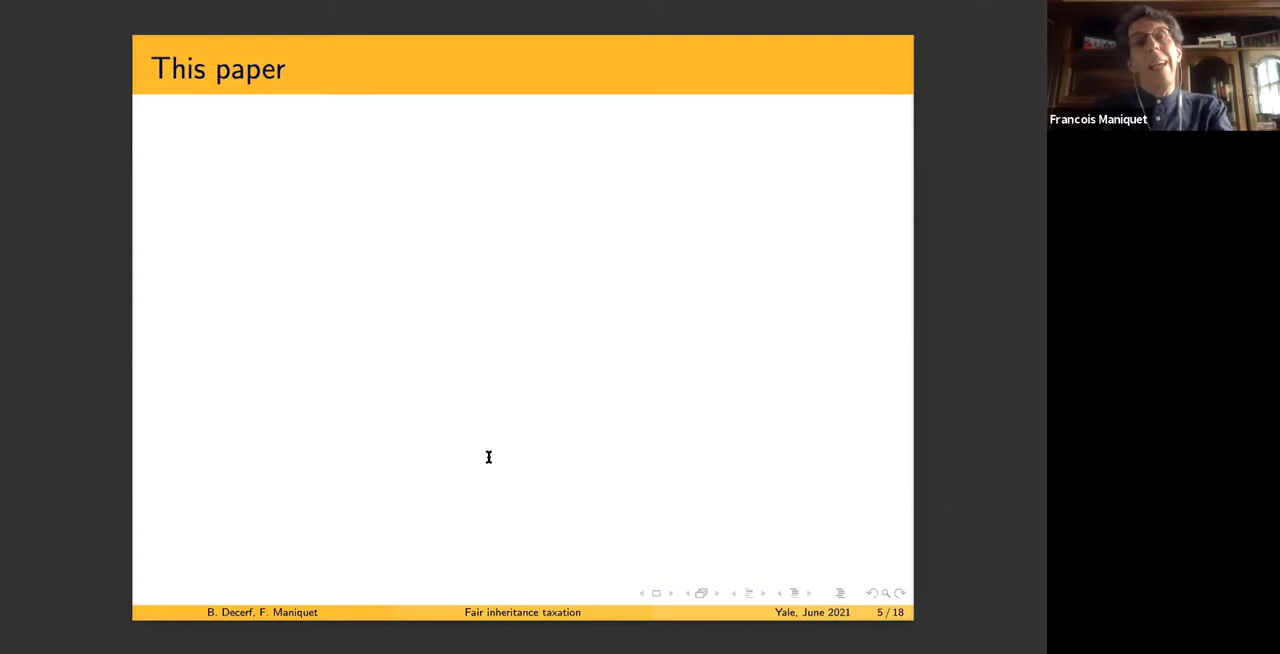 This paper
Francois Maniquet
B. Decerf, F. Maniquet
Fair inheritance taxation
Yale, June 2021
5 / 18